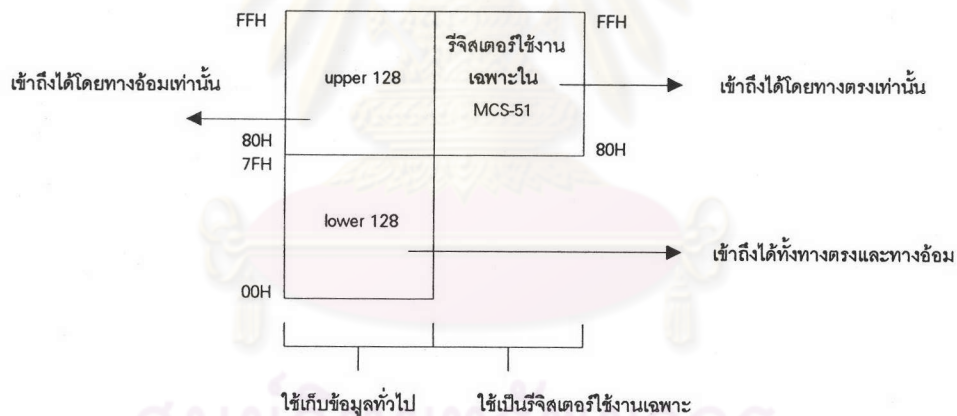 FFH
FFH
รีจิสเตอร์ใช้งาน
เฉพาะใน
MCS-51
upper 128
เข้าถึงได้โดยทางอ้อมเท่านั้น
เข้าถึงได้โดยทางตรงเท่านั้น
80H
7FH
80H
lower 128
เข้าถึงได้ทั้งทางตรงและทางอ้อม
00H
ใช้เก็บข้อมูลทั่วไป
ใช้เป็นรีจิสเตอร์ใช้งานเฉพาะ